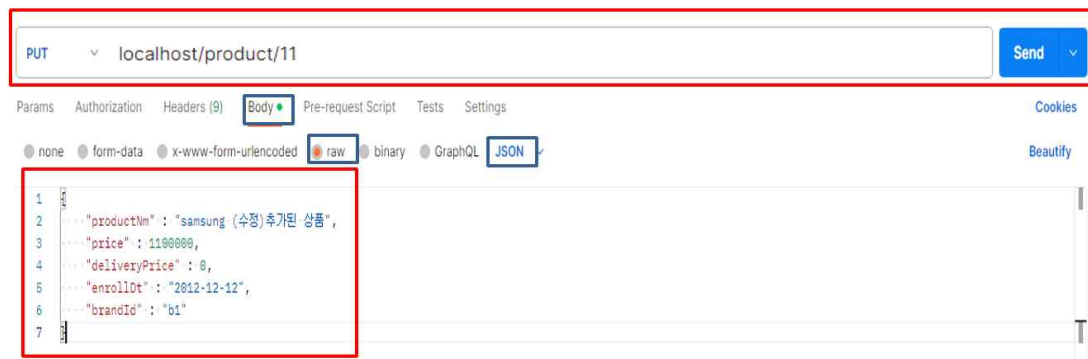 PUT localhost/product/11 Send
Params Authorization Headers (9) Body Pre-request Script Tests Settings Cookies
none form-data x-www-form-urlencoded raw binary GraphQL JSON Beautify
1 {
2 "productNm" : "samsung (수정)추가된 상품",
3 "price" : 1100000,
4 "deliveryPrice" : 0,
5 "enrollDt" : "2012-12-12",
6 "brandId" : "b1"
7 }